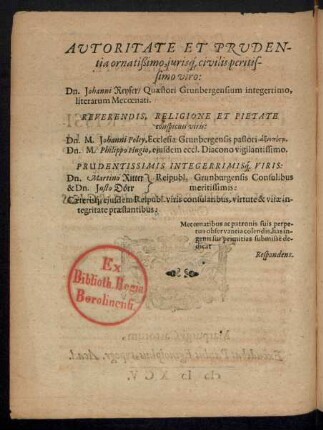 AVTORITATE ET PRVDEN-
tia ornatißimo, jurisq́, civilis peritis-
simo viro:
Dn. Johanni Reyser/ Quæstori Grunbergensium integerrimo,
literarum Mecœnati.
REVERENDIS, RELIGIONE ET PIETATE
conspicuis viris:
Dn. M. Johanni Pelry, Ecclesiæ Grunbergensis pastori
Dn. M. Philippo Hugio, ejusdem eccl. Diacono vigilantissimo.
PRUDENTISSIMIS INTEGERRIMISq́, VIRIS:
Dn. Martino Ritter } Reipubl. Grunbergensis Consulibus
& Dn. Justo Dörr } meritissimis:
Cæterisq́, ejusdem Reipubl. viris consularibus, virtute & vitæ in-
tegritate præstantibus:
Mecœnatibus ac patronis suis perpe-
tua observantia colendis, has in-
genii sui primitias submissè de-
dicat
Respondens.
Ex
Biblioth. Regia
Berolinensi.